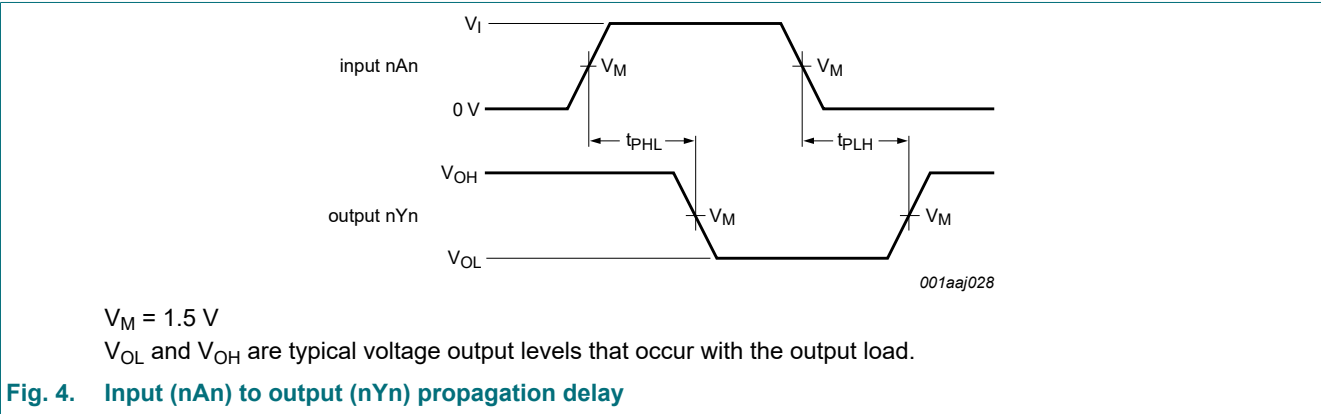 V_I
input nAn
V_M
V_M
0 V
t_PHL
t_PLH
V_OH
output nYn
V_M
V_M
V_OL
001aaj028
V_M = 1.5 V
V_OL and V_OH are typical voltage output levels that occur with the output load.
Fig. 4. Input (nAn) to output (nYn) propagation delay